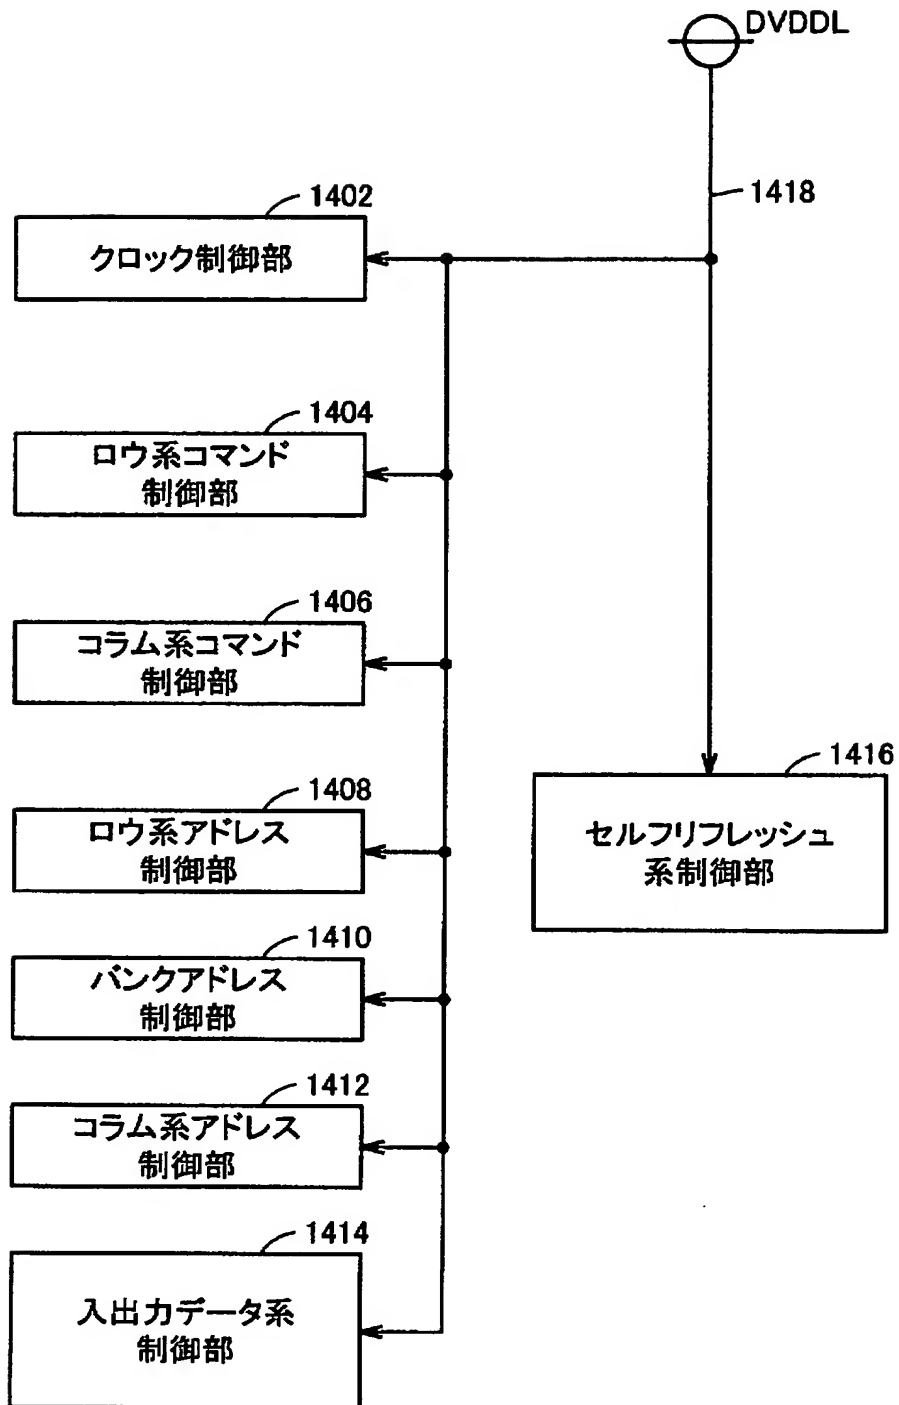 DVDDL
1418
1402
クロック制御部
1404
ロウ系コマンド
制御部
1406
コラム系コマンド
制御部
1408
ロウ系アドレス
制御部
1410
バンクアドレス
制御部
1412
コラム系アドレス
制御部
1414
入出力データ系
制御部
1416
セルフリフレッシュ
系制御部